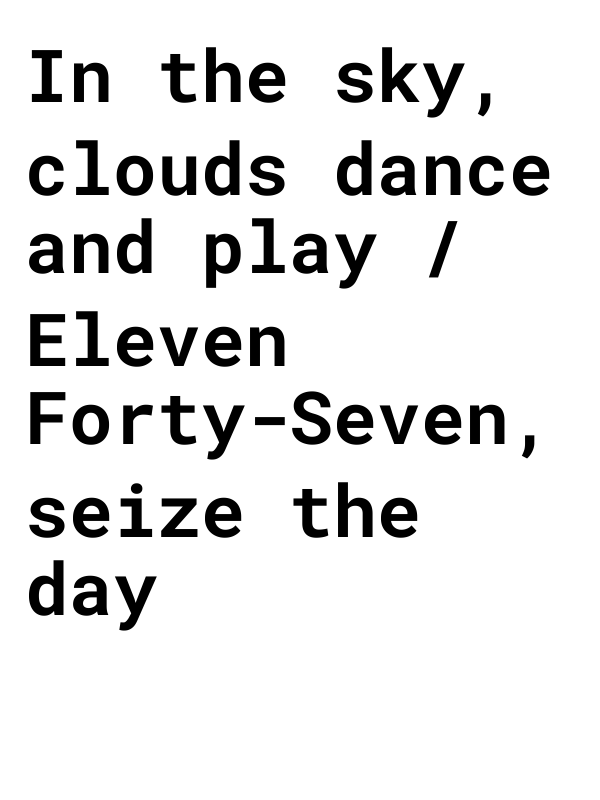 In the sky,
clouds dance
and play /
Eleven
Forty-Seven,
seize the
day